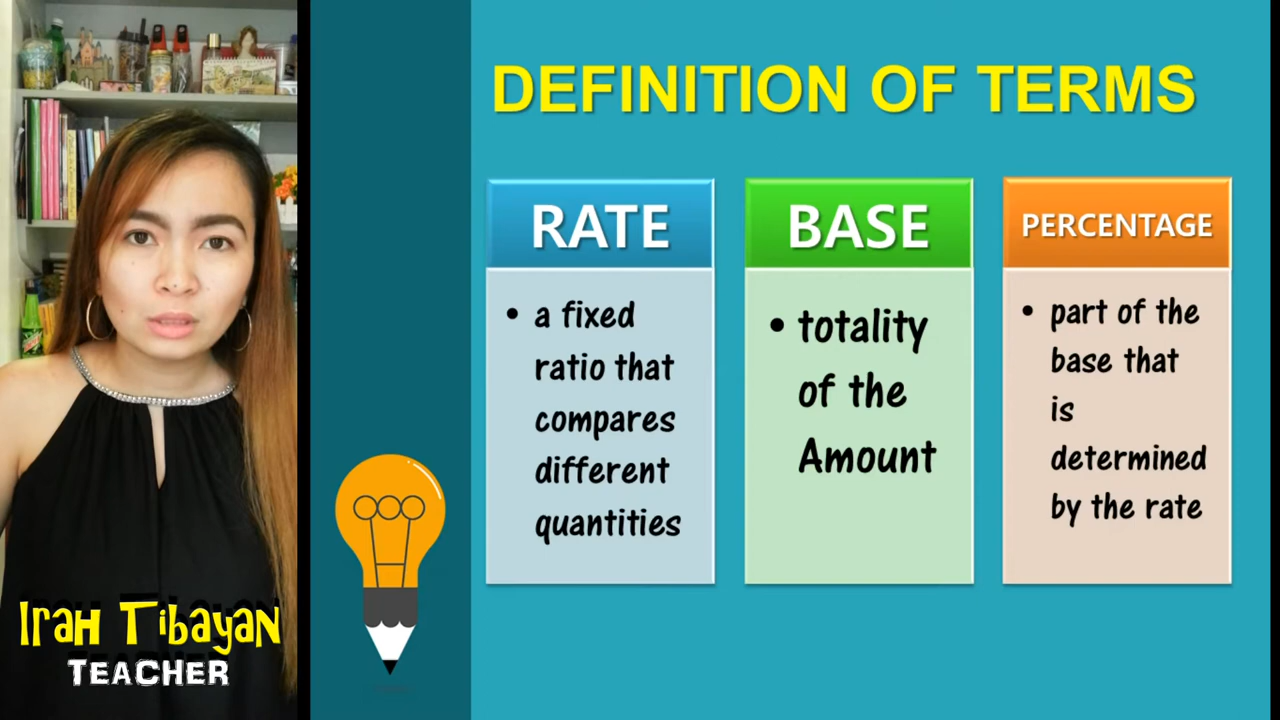 DEFINITION OF TERMS
RATE
• a fixed
ratio that
compares
different
quantities
BASE
• totality
of the
Amount
PERCENTAGE
• part of the
base that
is
determined
by the rate
Irah Tibayan
TEACHER